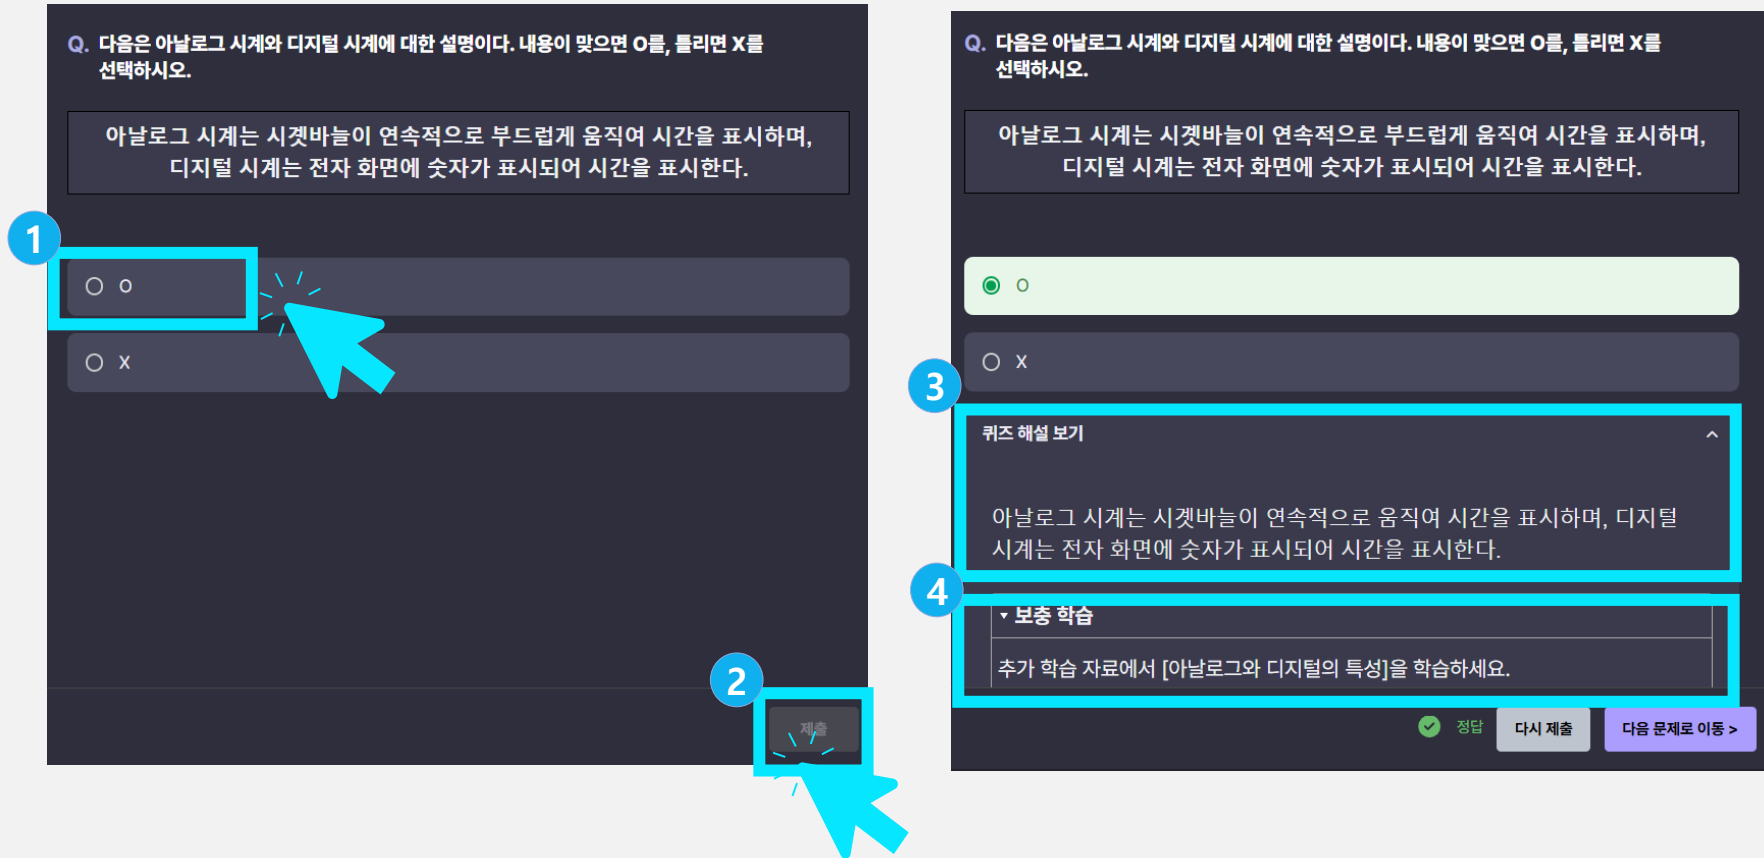 Q. 다음은 아날로그 시계와 디지털 시계에 대한 설명이다. 내용이 맞으면 O를, 틀리면 X를
선택하시오.
아날로그 시계는 시곗바늘이 연속적으로 부드럽게 움직여 시간을 표시하며,
디지털 시계는 전자 화면에 숫자가 표시되어 시간을 표시한다.
1
O
X
2
제출
Q. 다음은 아날로그 시계와 디지털 시계에 대한 설명이다. 내용이 맞으면 O를, 틀리면 X를
선택하시오.
아날로그 시계는 시곗바늘이 연속적으로 부드럽게 움직여 시간을 표시하며,
디지털 시계는 전자 화면에 숫자가 표시되어 시간을 표시한다.
O
X
3
퀴즈 해설 보기
아날로그 시계는 시곗바늘이 연속적으로 움직여 시간을 표시하며, 디지털
시계는 전자 화면에 숫자가 표시되어 시간을 표시한다.
4
보충 학습
추가 학습 자료에서 [아날로그와 디지털의 특성]을 학습하세요.
정답 다시 제출 다음 문제로 이동 >